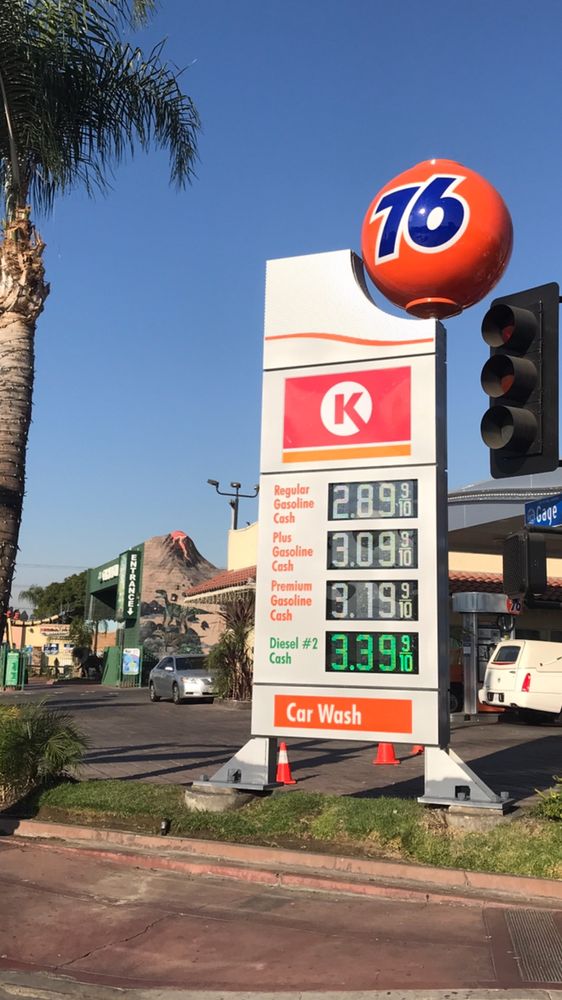 76
K
Regular
Gasoline
Cash
2.89 9/10
Plus
Gasoline
Cash
3.09 9/10
Premium
Gasoline
Cash
3.19 9/10
Diesel #2
Cash
3.39 9/10
Car Wash
Gage
ENTRANCE
76